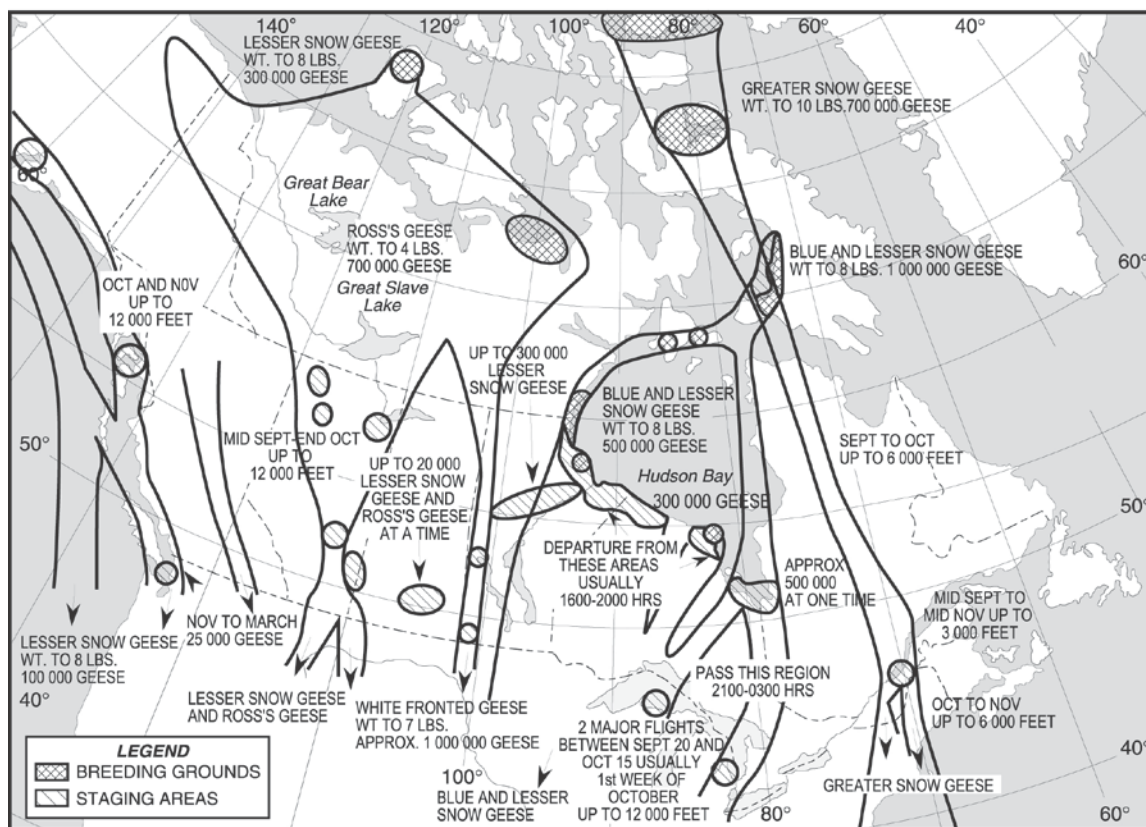 140°
120°
100°
80°
60°
40°
LESSER SNOW GEESE
WT. TO 8 LBS.
300 000 GEESE
GREATER SNOW GEESE
WT. TO 10 LBS,700 000 GEESE
60°
Great Bear
Lake
ROSS'S GEESE
WT. TO 4 LBS.
700 000 GEESE
Great Slave
Lake
BLUE AND LESSER SNOW GEESE
WT TO 8 LBS. 1 000 000 GEESE
60°
OCT AND NOV
UP TO
12 000 FEET
UP TO 300 000
LESSER
SNOW GEESE
BLUE AND LESSER
SNOW GEESE
WT TO 8 LBS.
500 000 GEESE
50°
MID SEPT-END OCT
UP TO
12 000 FEET
UP TO 20 000
LESSER SNOW
GEESE AND
ROSS'S GEESE
AT A TIME
Hudson Bay
300 000 GEESE
SEPT TO OCT
UP TO 6 000 FEET
50°
DEPARTURE FROM
THESE AREAS
USUALLY
1600-2000 HRS
APPROX
500 000
AT ONE TIME
MID SEPT TO
MID NOV UP TO
3 000 FEET
LESSER SNOW GEESE
WT. TO 8 LBS.
100 000 GEESE
NOV TO MARCH
25 000 GEESE
40°
LESSER SNOW GEESE
AND ROSS'S GEESE
WHITE FRONTED GEESE
WT TO 7 LBS.
APPROX. 1 000 000 GEESE
PASS THIS REGION
2100-0300 HRS
OCT TO NOV
UP TO 6 000 FEET
2 MAJOR FLIGHTS
BETWEEN SEPT 20 AND
OCT 15 USUALLY
1st WEEK OF
OCTOBER
UP TO 12 000 FEET
GREATER SNOW GEESE
40°
LEGEND
BREEDING GROUNDS
STAGING AREAS
100°
BLUE AND LESSER
SNOW GEESE
80°
60°